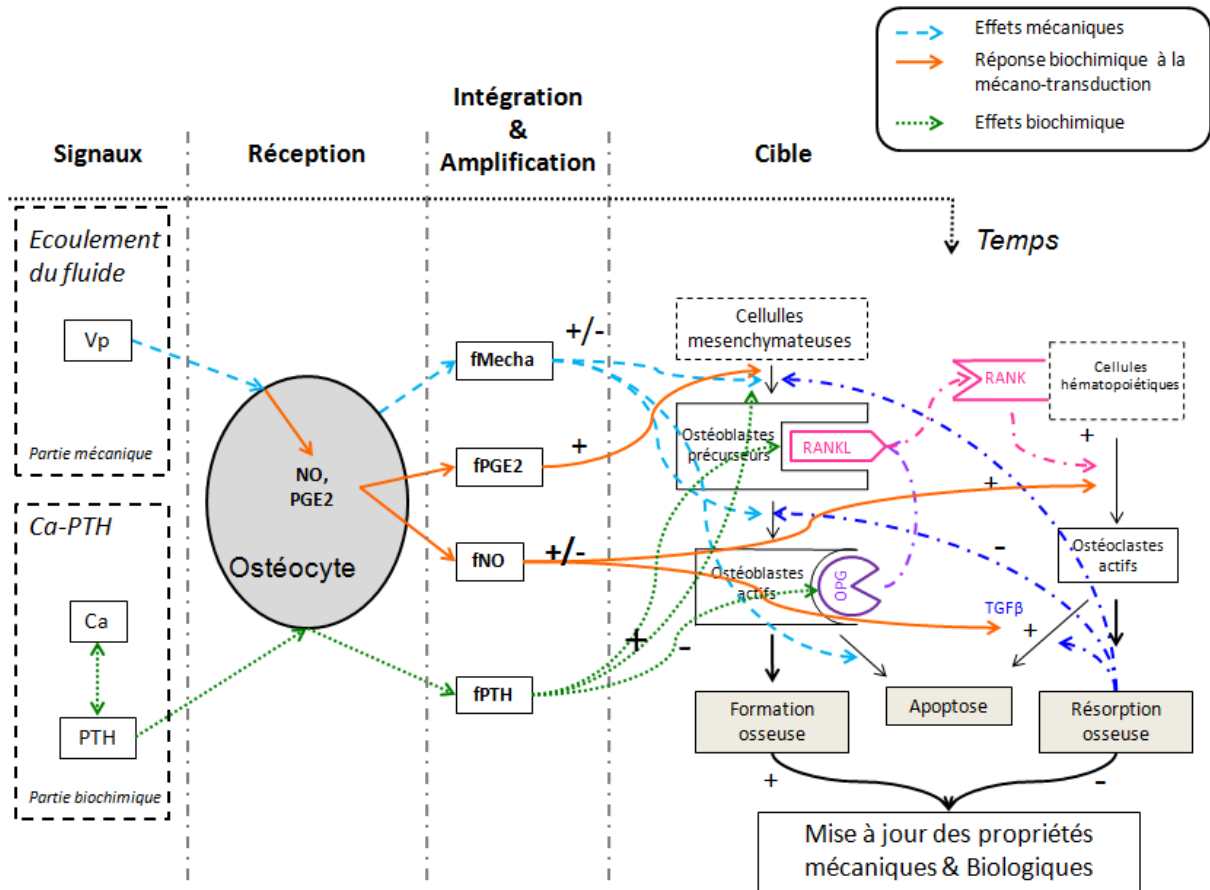 Effets mécaniques
Réponse biochimique à la
mécano-transduction
Effets biochimique
Signaux
Réception
Intégration
&
Amplification
Cible
Temps
Ecoulement
du fluide
Vp
Partie mécanique
Ca-PTH
Ca
PTH
Partie biochimique
NO,
PGE2
Ostéocyte
fMecha
+/-
fPGE2
+
fNO
+/-
fPTH
+
-
Cellules
mesenchymateuses
Ostéoblastes
précurseurs
RANKL
RANK
Cellules
hématopoiétiques
+
+
Ostéoblastes
actifs
OPG
-
Ostéoclastes
actifs
TGFβ
+
Formation
osseuse
Apoptose
Résorption
osseuse
+
-
Mise à jour des propriétés
mécaniques & Biologiques